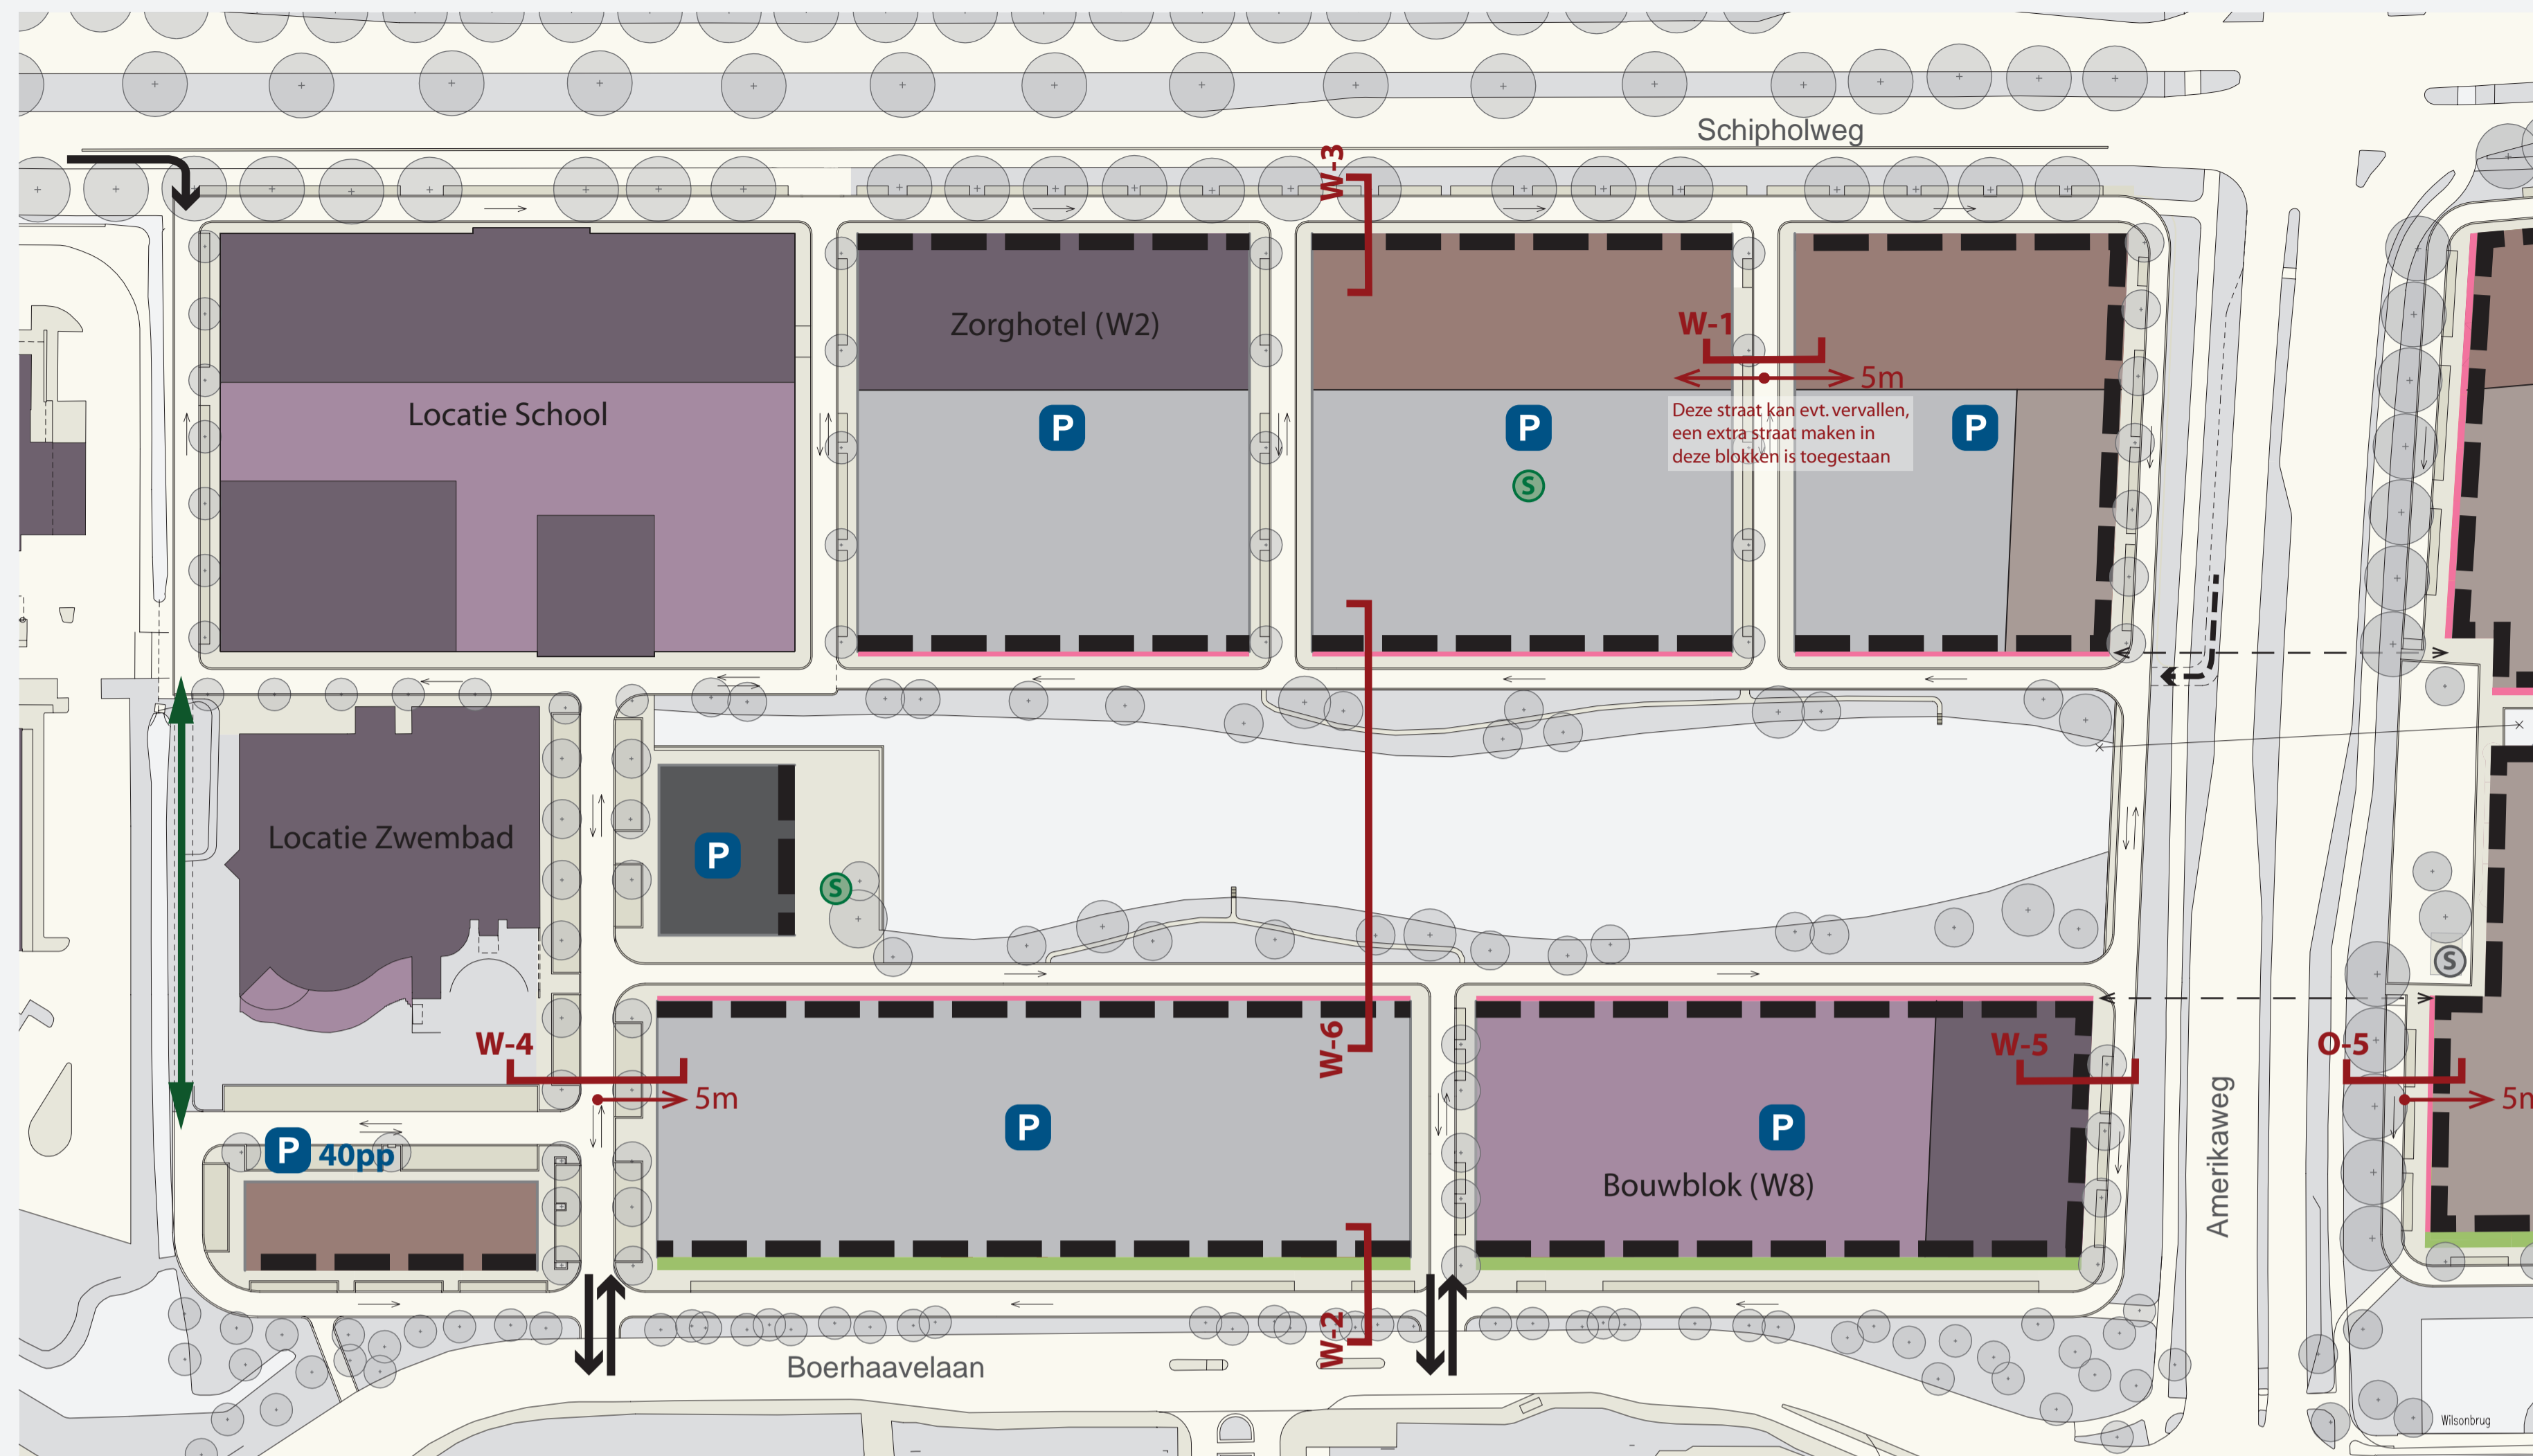 Schipholweg
W-3
Zorghotel (W2)
W-1
5m
Locatie School
P
P
P
Deze straat kan evt. vervallen,
een extra straat maken in
deze blokken is toegestaan
S
Locatie Zwembad
P
S
S
W-4
W-6
W-5
O-5
5m
5m
P
P
P 40pp
Bouwblok (W8)
Amerikaweg
W-2
Boerhaavelaan
Wilsonbrug